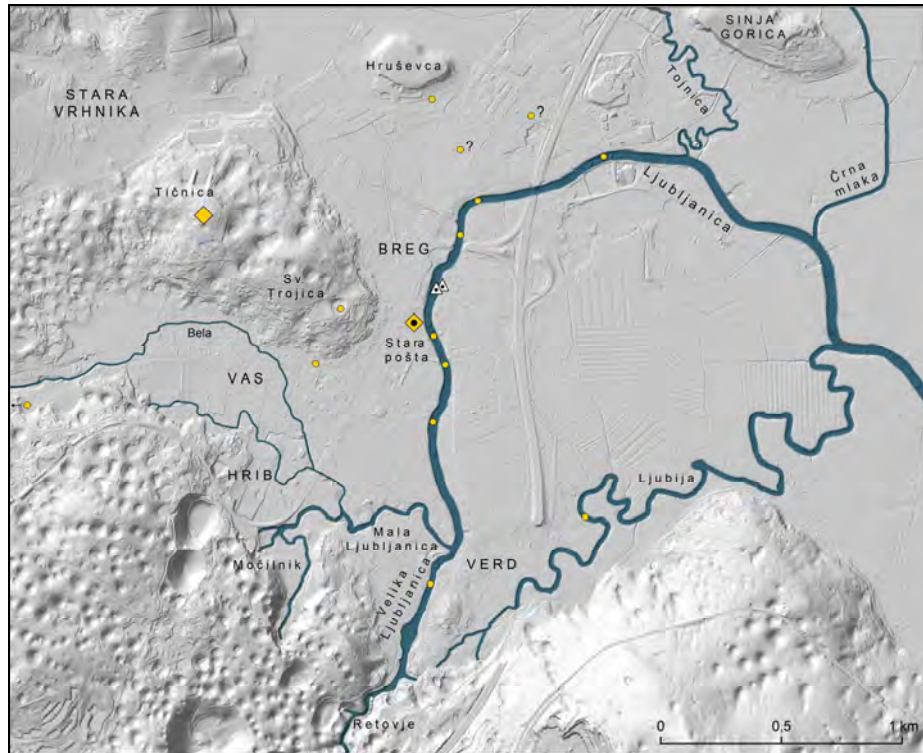 SINJA
GORICA
Hruševca
Tojnica
STARA
VRHNIKA
?
?
Tičnica
Ljubljanica
Črna
mlaka
BREG
Sv.
Trojica
Stara
pošta
Bela
VAS
HRIB
Ljubija
Mala
Ljubljanica
Močilnik
VERD
Velika
Ljubljanica
Retovje
0 0,5 1 km